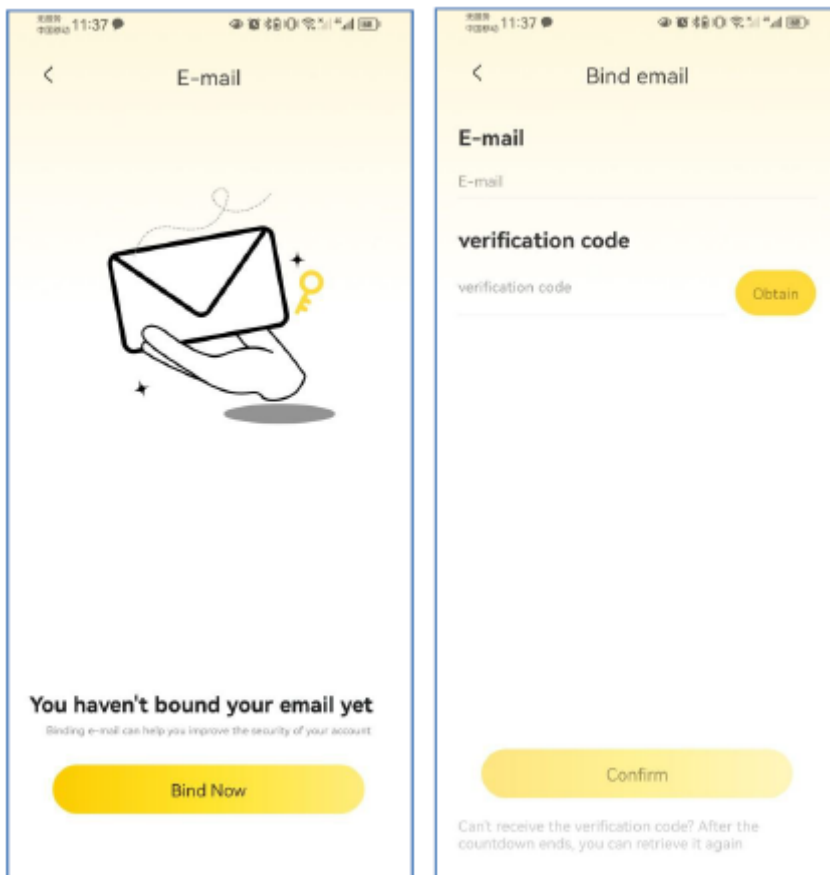 11:37
E-mail
You haven't bound your email yet
Binding e-mail can help you improve the security of your account
Bind Now
11:37
Bind email
E-mail
E-mail
verification code
verification code
Obtain
Confirm
Can't receive the verification code? After the
countdown ends, you can retrieve it again